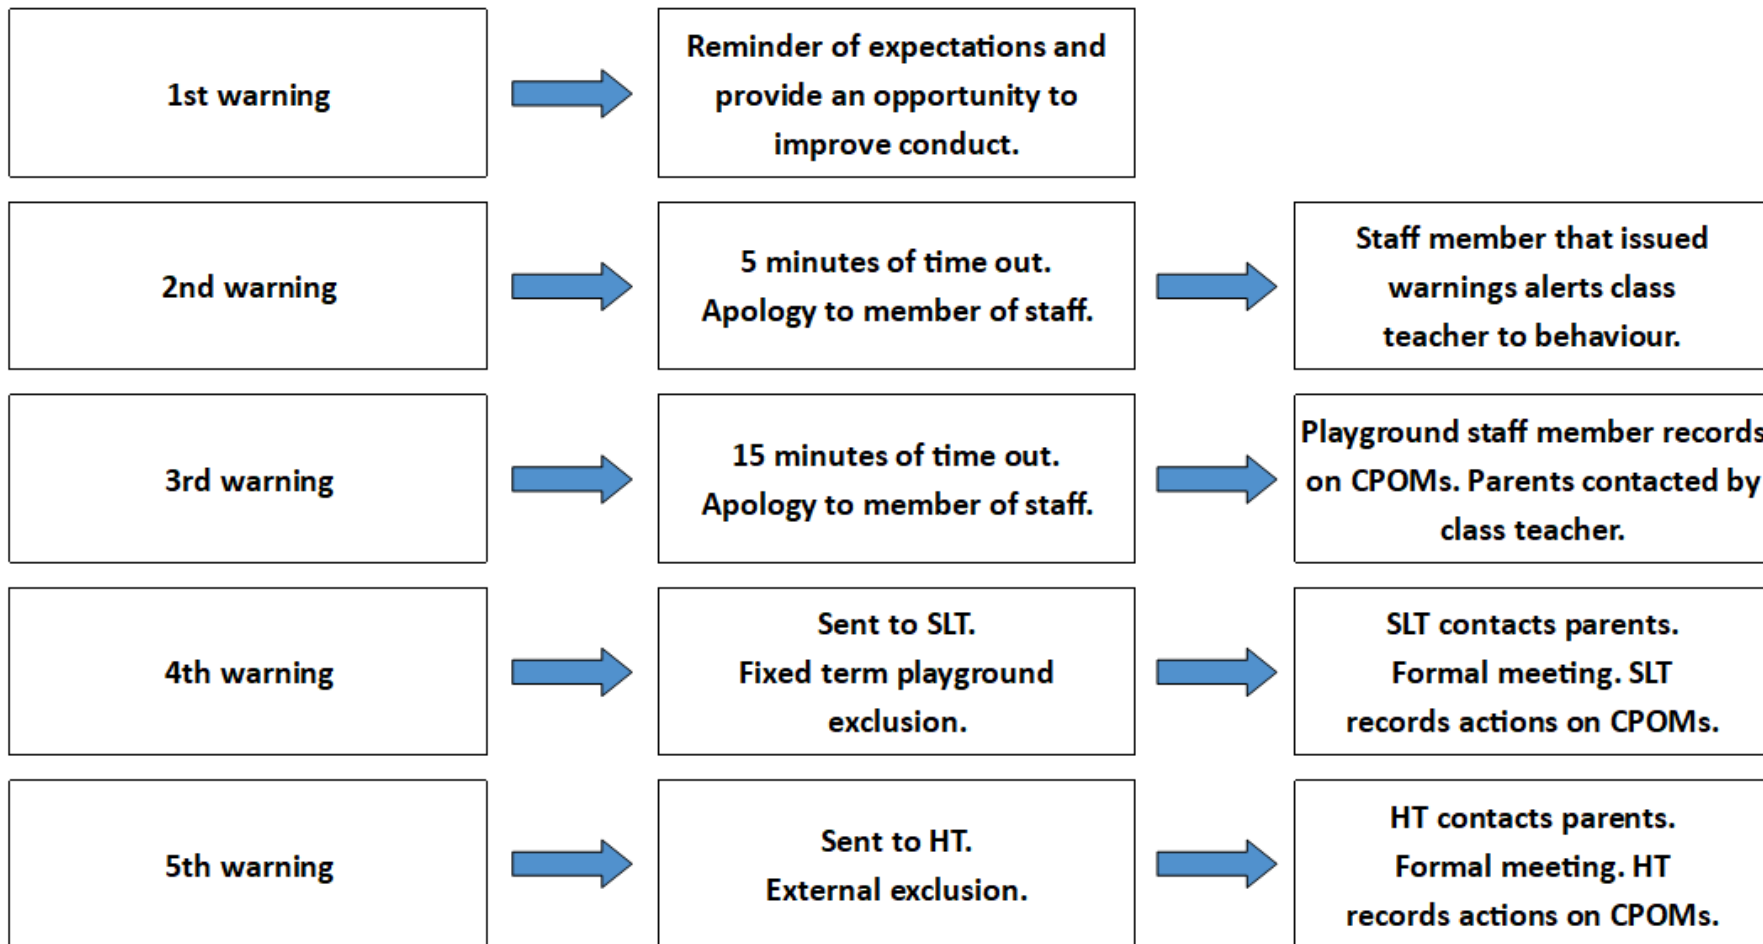 1st warning
Reminder of expectations and
provide an opportunity to
improve conduct.
2nd warning
5 minutes of time out.
Apology to member of staff.
Staff member that issued
warnings alerts class
teacher to behaviour.
3rd warning
15 minutes of time out.
Apology to member of staff.
Playground staff member records
on CPOMs. Parents contacted by
class teacher.
4th warning
Sent to SLT.
Fixed term playground
exclusion.
SLT contacts parents.
Formal meeting. SLT
records actions on CPOMs.
5th warning
Sent to HT.
External exclusion.
HT contacts parents.
Formal meeting. HT
records actions on CPOMs.